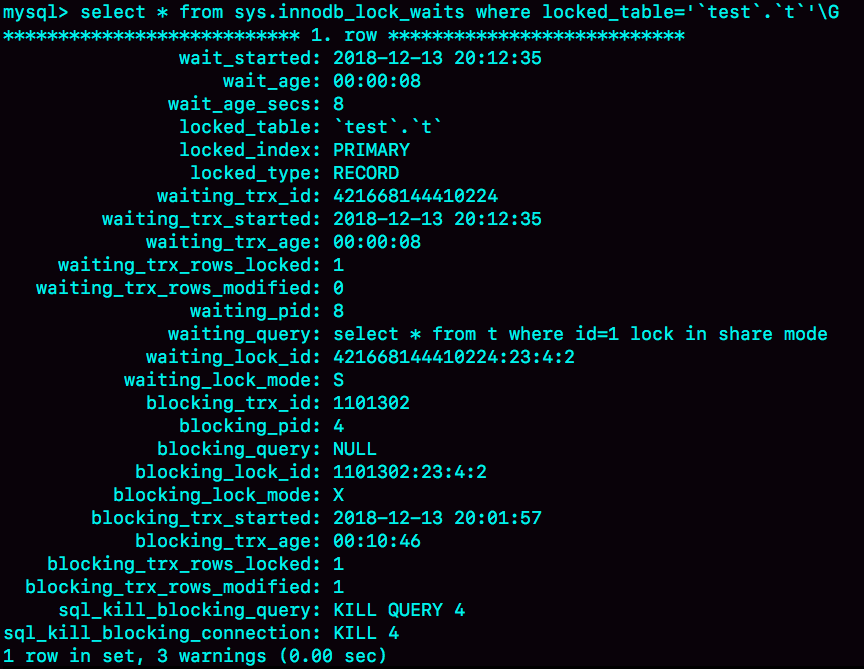 mysql> select * from sys.innodb_lock_waits where locked_table='`test`.`t`'\G
*************************** 1. row ***************************
wait_started: 2018-12-13 20:12:35
wait_age: 00:00:08
wait_age_secs: 8
locked_table: `test`.`t`
locked_index: PRIMARY
locked_type: RECORD
waiting_trx_id: 421668144410224
waiting_trx_started: 2018-12-13 20:12:35
waiting_trx_age: 00:00:08
waiting_trx_rows_locked: 1
waiting_trx_rows_modified: 0
waiting_pid: 8
waiting_query: select * from t where id=1 lock in share mode
waiting_lock_id: 421668144410224:23:4:2
waiting_lock_mode: S
blocking_trx_id: 1101302
blocking_pid: 4
blocking_query: NULL
blocking_lock_id: 1101302:23:4:2
blocking_lock_mode: X
blocking_trx_started: 2018-12-13 20:01:57
blocking_trx_age: 00:10:46
blocking_trx_rows_locked: 1
blocking_trx_rows_modified: 1
sql_kill_blocking_query: KILL QUERY 4
sql_kill_blocking_connection: KILL 4
1 row in set, 3 warnings (0.00 sec)